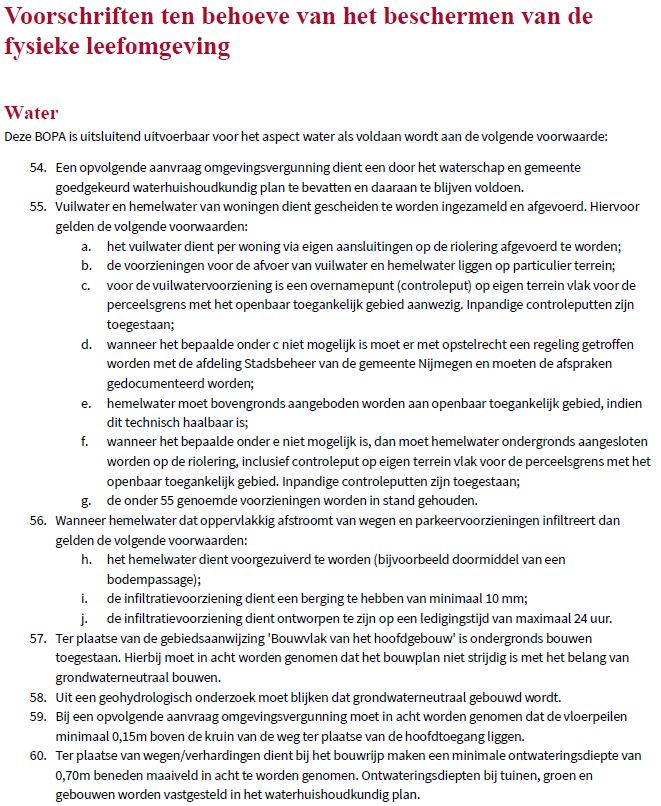 Voorschriften ten behoeve van het beschermen van de
fysieke leefomgeving
Water
Deze BOPA is uitsluitend uitvoerbaar voor het aspect water als voldaan wordt aan de volgende voorwaarde:
54. Een opvolgende aanvraag omgevingsvergunning dient een door het waterschap en gemeente
goedgekeurd waterhuishoudkundig plan te bevatten en daaraan te blijven voldoen.
55. Vuilwater en hemelwater van woningen dient gescheiden te worden ingezameld en afgevoerd. Hiervoor
gelden de volgende voorwaarden:
a. het vuilwater dient per woning via eigen aansluitingen op de riolering afgevoerd te worden;
b. de voorzieningen voor de afvoer van vuilwater en hemelwater liggen op particulier terrein;
c. voor de vuilwatervoorziening is een overnamepunt (controleput) op eigen terrein vlak voor de
perceelsgrens met het openbaar toegankelijk gebied aanwezig. Inpandige controleputten zijn
toegestaan;
d. wanneer het bepaalde onder c niet mogelijk is moet er met opstelrecht een regeling getroffen
worden met de afdeling Stadsbeheer van de gemeente Nijmegen en moeten de afspraken
gedocumenteerd worden;
e. hemelwater moet bovengronds aangeboden worden aan openbaar toegankelijk gebied, indien
dit technisch haalbaar is;
f. wanneer het bepaalde onder e niet mogelijk is, dan moet hemelwater ondergronds aangesloten
worden op de riolering, inclusief controleput op eigen terrein vlak voor de perceelsgrens met het
openbaar toegankelijk gebied. Inpandige controleputten zijn toegestaan;
g. de onder 55 genoemde voorzieningen worden in stand gehouden.
56. Wanneer hemelwater dat oppervlakkig afstroomt van wegen en parkeervoorzieningen infiltreert dan
gelden de volgende voorwaarden:
h. het hemelwater dient voorgezuiverd te worden (bijvoorbeeld doormiddel van een
bodempassage);
i. de infiltratievoorziening dient een berging te hebben van minimaal 10 mm;
j. de infiltratievoorziening dient ontworpen te zijn op een ledigingstijd van maximaal 24 uur.
57. Ter plaatse van de gebiedsaanwijzing 'Bouwvlak van het hoofdgebouw' is ondergronds bouwen
toegestaan. Hierbij moet in acht worden genomen dat het bouwplan niet strijdig is met het belang van
grondwaterneutraal bouwen.
58. Uit een geohydrologisch onderzoek moet blijken dat grondwaterneutraal gebouwd wordt.
59. Bij een opvolgende aanvraag omgevingsvergunning moet in acht worden genomen dat de vloerpeilen
minimaal 0,15m boven de kruin van de weg ter plaatse van de hoofdtoegang liggen.
60. Ter plaatse van wegen/verhardingen dient bij het bouwrijp maken een minimale ontwateringsdiepte van
0,70m beneden maaiveld in acht te worden genomen. Ontwateringsdiepten bij tuinen, groen en
gebouwen worden vastgesteld in het waterhuishoudkundig plan.